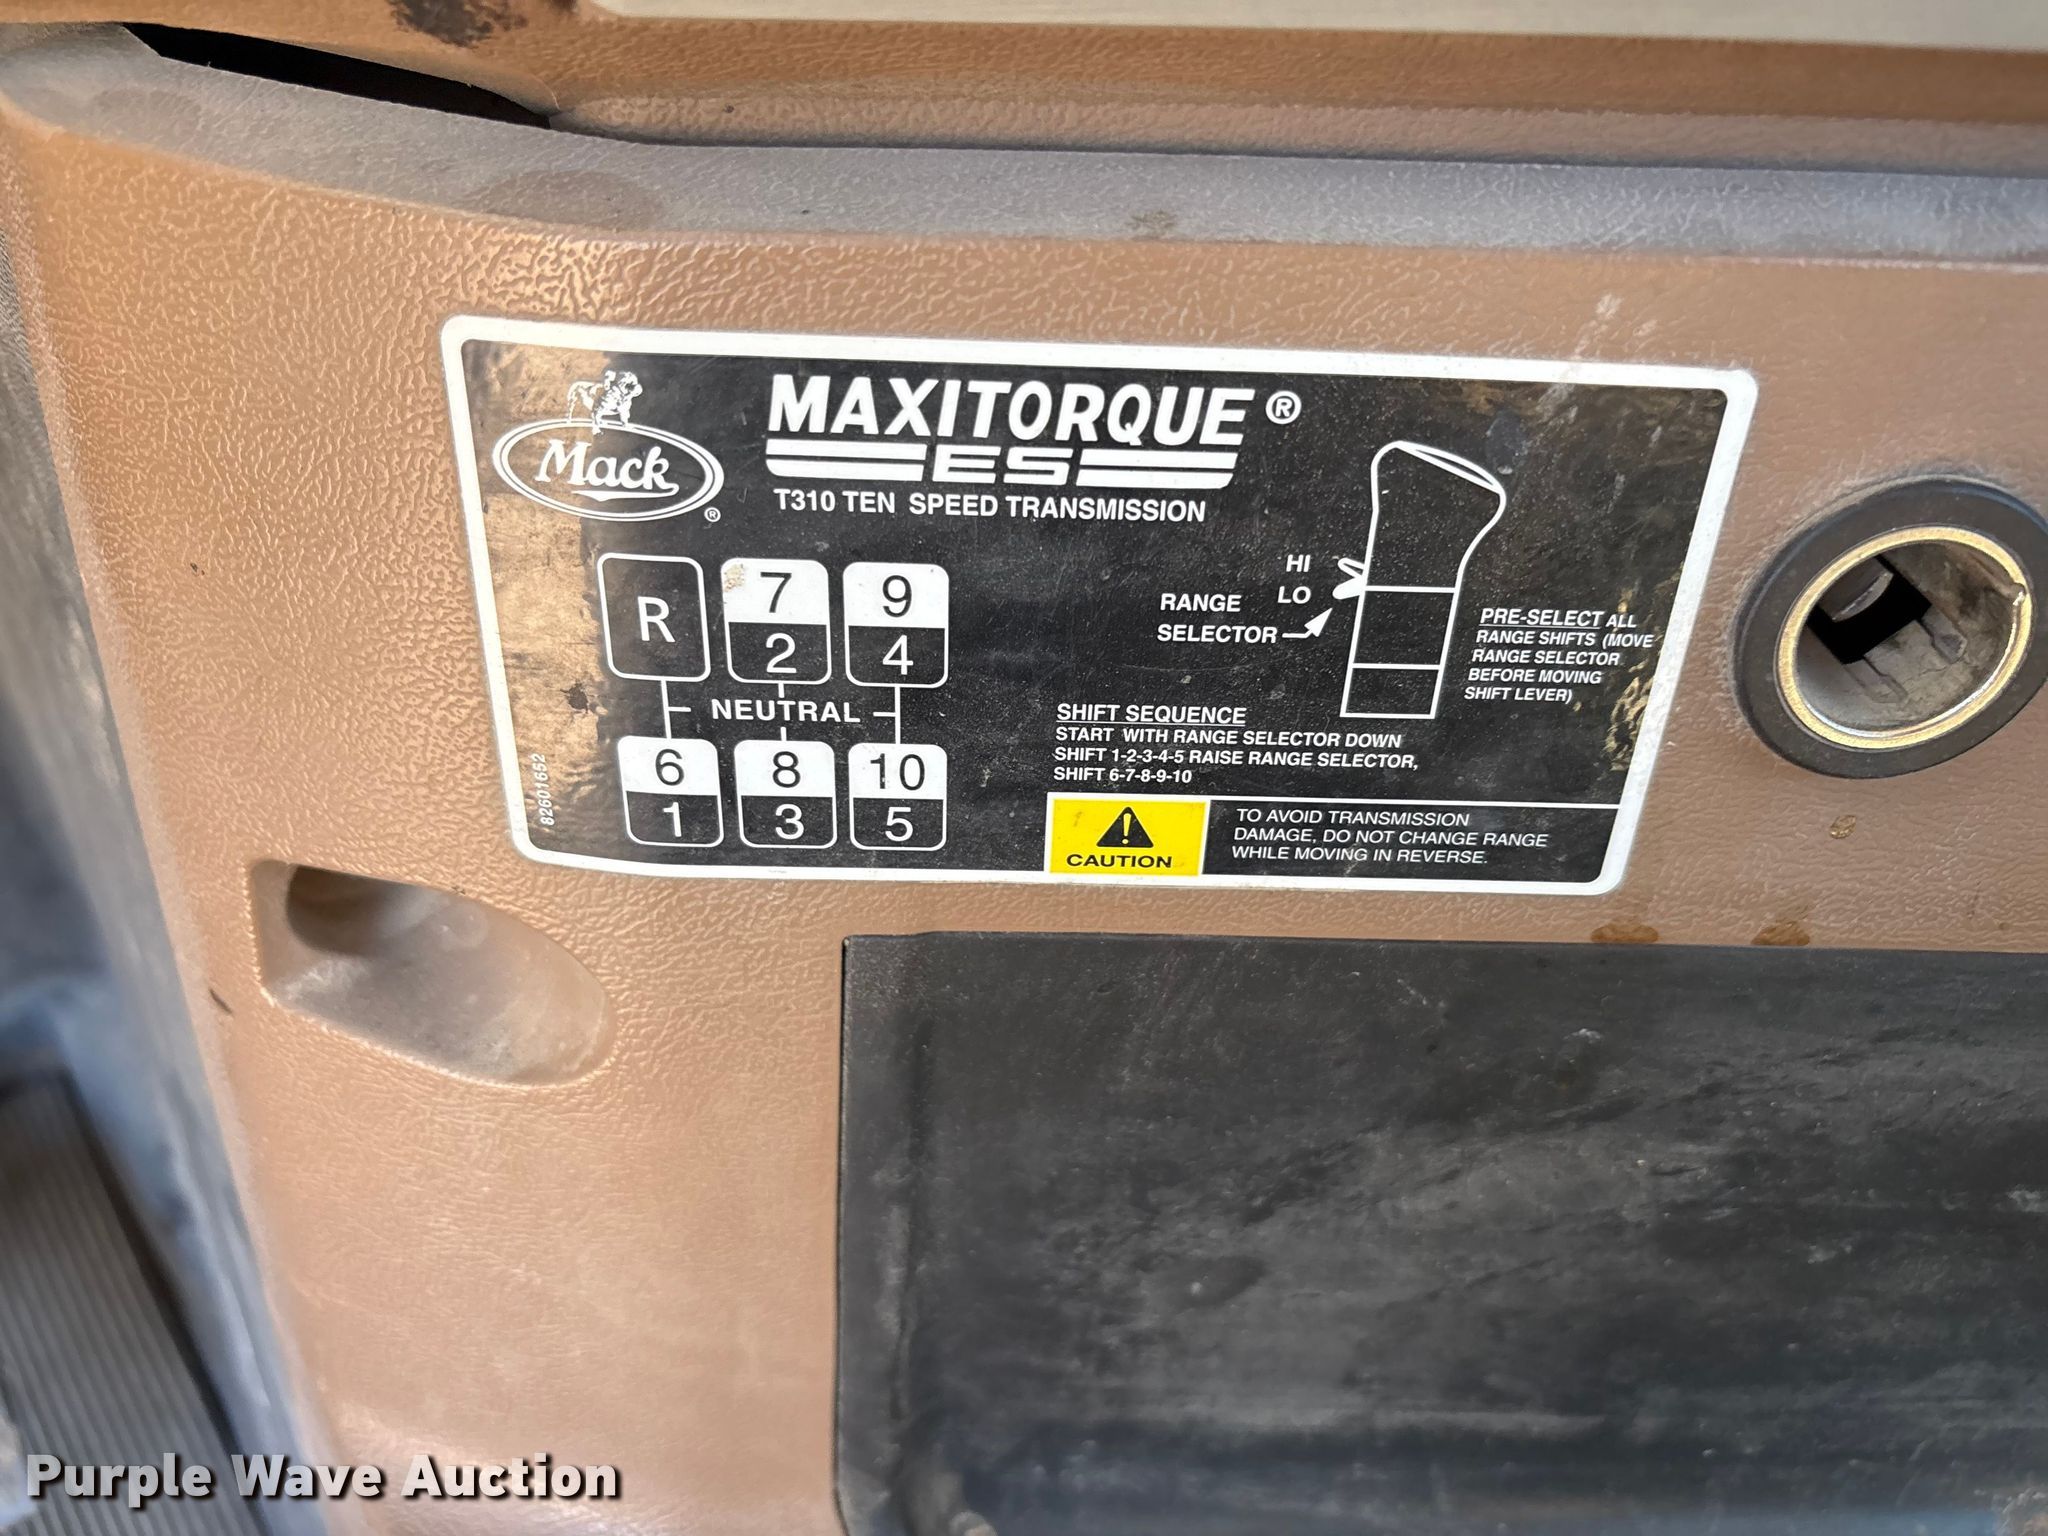 Mack
®
MAXITORQUE®
ES
T310 TEN SPEED TRANSMISSION
R
7
2
9
4
NEUTRAL
6
1
8
3
10
5
82601652
HI
LO
RANGE
SELECTOR
PRE-SELECT ALL
RANGE SHIFTS (MOVE
RANGE SELECTOR
BEFORE MOVING
SHIFT LEVER)
SHIFT SEQUENCE
START WITH RANGE SELECTOR DOWN
SHIFT 1-2-3-4-5 RAISE RANGE SELECTOR,
SHIFT 6-7-8-9-10
CAUTION
TO AVOID TRANSMISSION
DAMAGE, DO NOT CHANGE RANGE
WHILE MOVING IN REVERSE.
Purple Wave Auction